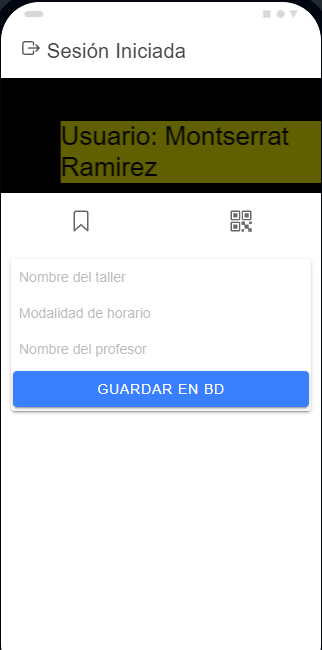 Sesión Iniciada
Usuario: Montserrat
Ramirez
Nombre del taller
Modalidad de horario
Nombre del profesor
GUARDAR EN BD